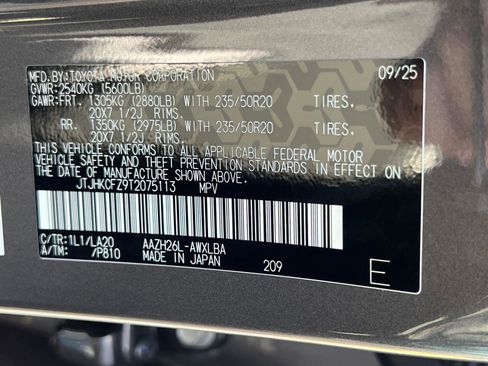 MFD.BY:TOYOTA MOTOR CORPORATION 09/25
GVWR:2540KG (5600LB)
GAWR:FRT. 1305KG (2880LB) WITH 235/50R20 TIRES,
20X7 1/2J RIMS.
RR. 1350KG (2975LB) WITH 235/50R20 TIRES,
20X7 1/2J RIMS.
THIS VEHICLE CONFORMS TO ALL APPLICABLE FEDERAL MOTOR
VEHICLE SAFETY AND THEFT PREVENTION STANDARDS IN EFFECT ON
THE DATE OF MANUFACTURE SHOWN ABOVE.
JTJHKCFZ9T2075113 MPV
C/TR:1L1/LA20 AAZH26L-AWXLBA
A/TM: /P810 MADE IN JAPAN 209 E